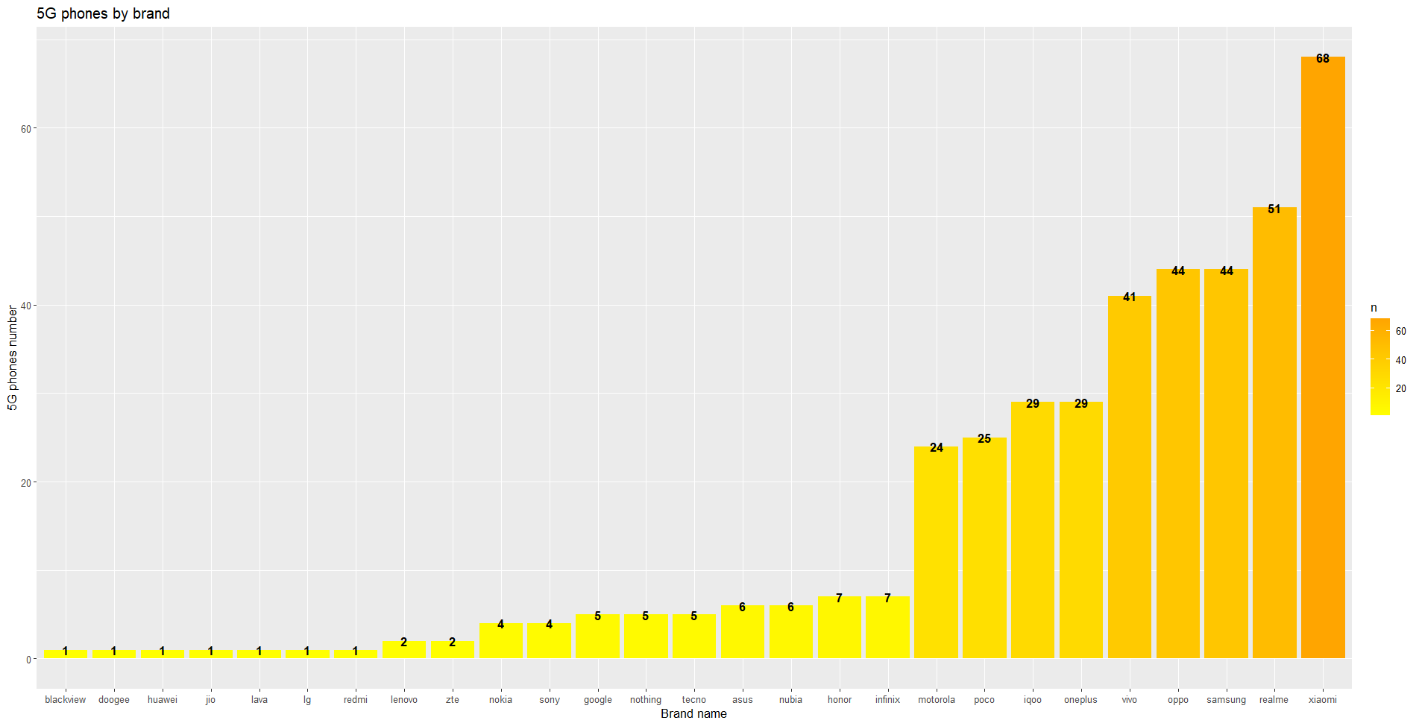 5G phones by brand
5G phones number
60
40
20
0
1 1 1 1 1 1 1 2 2 4 4 5 5 5 6 6 7 7 24 25 29 29 41 44 44 51 68
blackview doogee huawei jio lava lg redmi lenovo zte nokia sony google nothing tecno asus nubia honor infinix motorola poco iqoo oneplus vivo oppo samsung realme xiaomi
Brand name
n
60
40
20